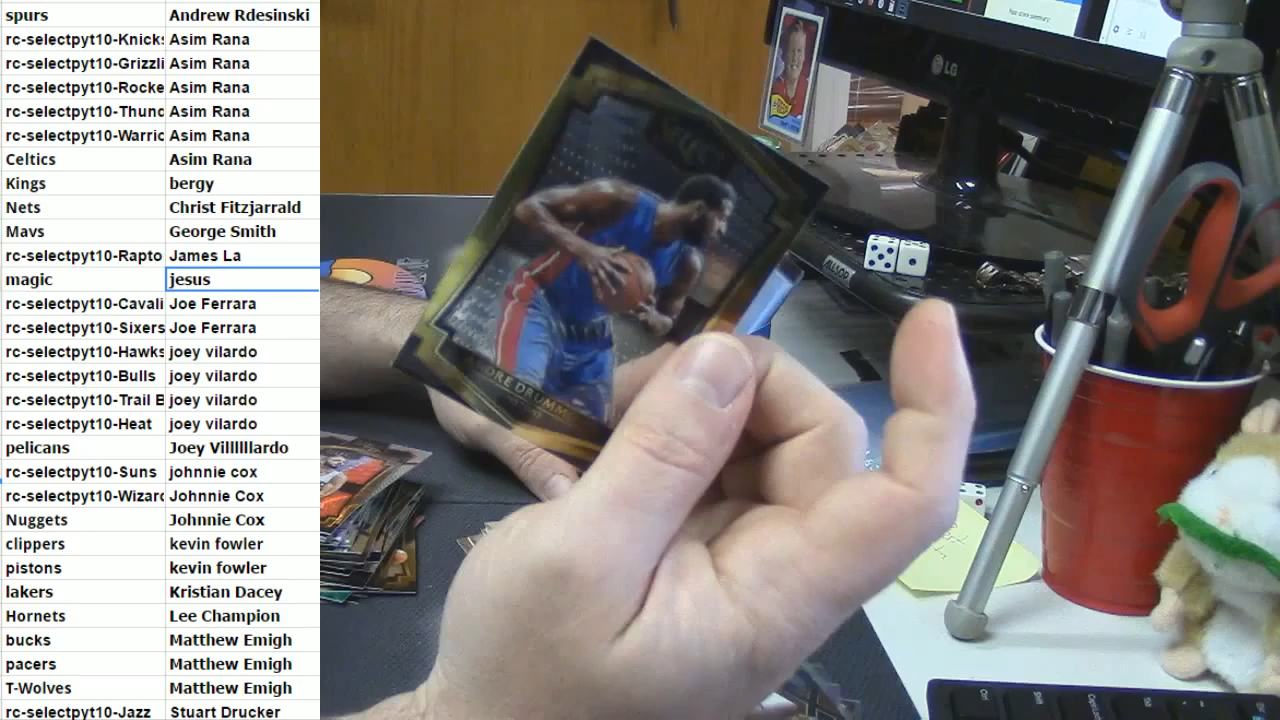 spurs Andrew Rdesinski
rc-selectpyt10-Knicks Asim Rana
rc-selectpyt10-Grizzli Asim Rana
rc-selectpyt10-Rocke Asim Rana
rc-selectpyt10-Thund Asim Rana
rc-selectpyt10-Warric Asim Rana
Celtics Asim Rana
Kings bergy
Nets Christ Fitzjarrald
Mavs George Smith
rc-selectpyt10-Rapto James La
magic jesus
rc-selectpyt10-Cavali Joe Ferrara
rc-selectpyt10-Sixers Joe Ferrara
rc-selectpyt10-Hawks joey vilardo
rc-selectpyt10-Bulls joey vilardo
rc-selectpyt10-Trail B joey vilardo
rc-selectpyt10-Heat joey vilardo
pelicans Joey Villllllardo
rc-selectpyt10-Suns johnnie cox
rc-selectpyt10-Wizard Johnnie Cox
Nuggets Johnnie Cox
clippers kevin fowler
pistons kevin fowler
lakers Kristian Dacey
Hornets Lee Champion
bucks Matthew Emigh
pacers Matthew Emigh
T-Wolves Matthew Emigh
rc-selectpyt10-Jazz Stuart Drucker
LG
ALLSOP
DRE DRUMM